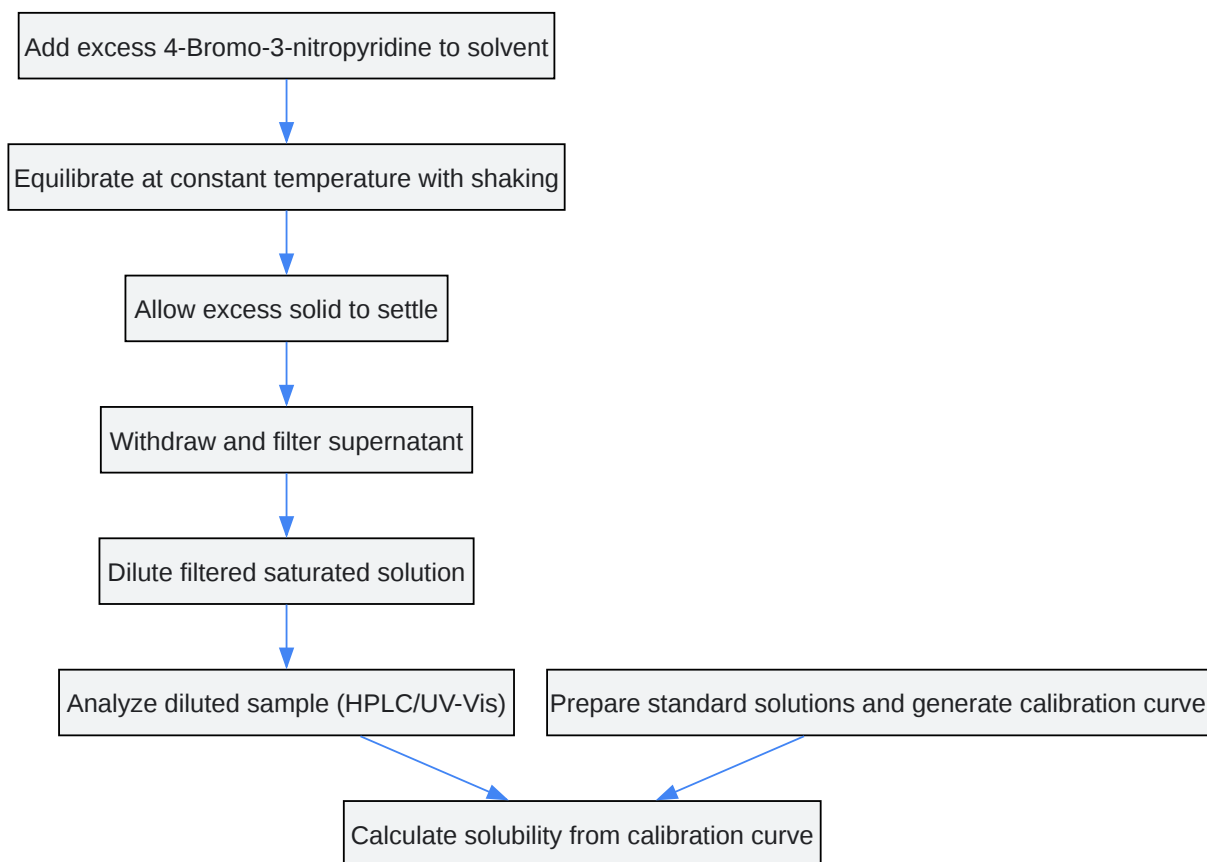 Add excess 4-Bromo-3-nitropyridine to solvent
Equilibrate at constant temperature with shaking
Allow excess solid to settle
Withdraw and filter supernatant
Dilute filtered saturated solution
Analyze diluted sample (HPLC/UV-Vis)
Prepare standard solutions and generate calibration curve
Calculate solubility from calibration curve